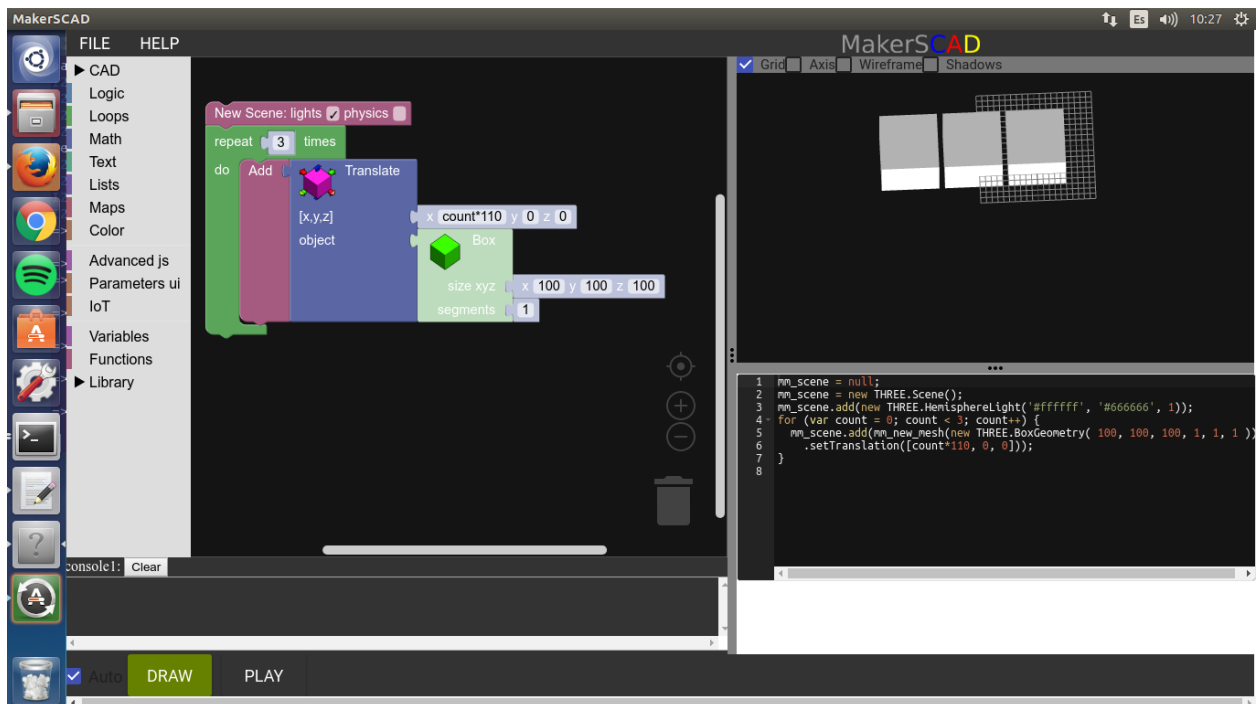 MakerSCAD
Es 10:27
FILE HELP
MakerSCAD
CAD
Logic
Loops
Math
Text
Lists
Maps
Color
Advanced js
Parameters ui
IoT
Variables
Functions
Library
New Scene: lights physics
repeat 3 times
do Add Translate
[x,y,z] x count*110 y 0 z 0
object Box
size xyz x 100 y 100 z 100
segments 1
Grid Axis Wireframe Shadows
1 mm_scene = null;
2 mm_scene = new THREE.Scene();
3 mm_scene.add(new THREE.HemisphereLight('#ffffff', '#666666', 1));
4 for (var count = 0; count < 3; count++) {
5 mm_scene.add(mm_new_mesh(new THREE.BoxGeometry( 100, 100, 100, 1, 1, 1 ))
6 .setTranslation([count*110, 0, 0]));
7 }
8
console1: Clear
Auto DRAW PLAY